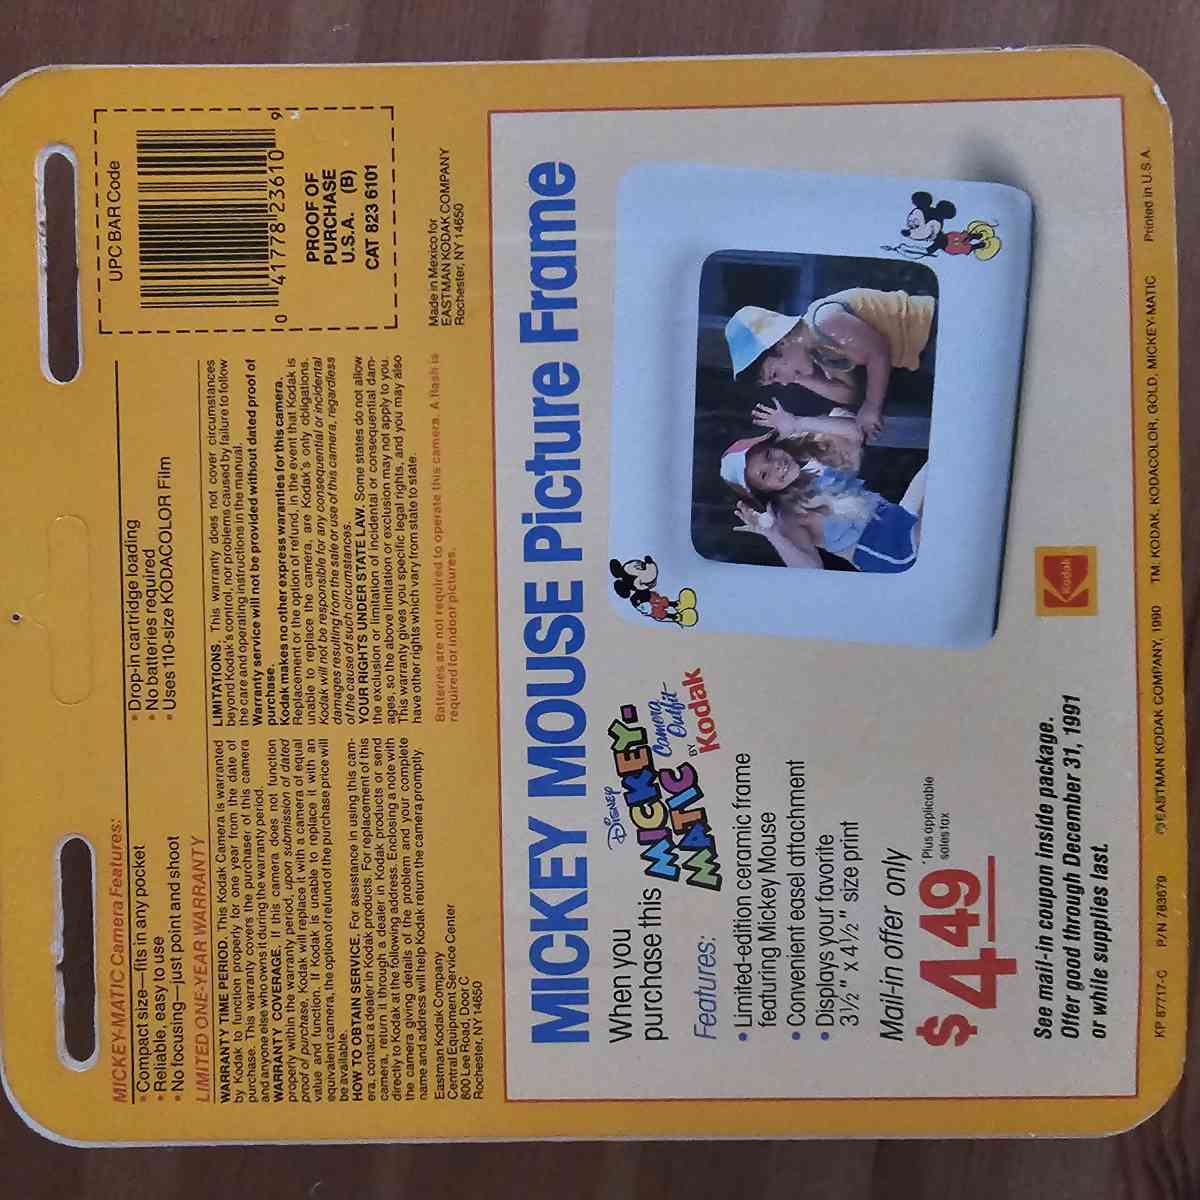 MICKEY-MATIC Camera Features:
• Compact size—fits in any pocket
• Reliable, easy to use
• No focusing—just point and shoot
• Drop-in cartridge loading
• No batteries required
• Uses 110-size KODACOLOR Film
LIMITED ONE-YEAR WARRANTY
WARRANTY TIME PERIOD. This Kodak Camera is warranted
by Kodak to function properly for one year from the date of
purchase. This warranty covers the purchaser of this camera
and anyone else who owns it during the warranty period.
WARRANTY COVERAGE. If this camera does not function
properly within the warranty period, upon submission of dated
proof of purchase, Kodak will replace it with a camera of equal
value and function. If Kodak is unable to replace it with an
equivalent camera, the option of refund of the purchase price will
be available.
HOW TO OBTAIN SERVICE. For assistance in using this cam-
era, contact a dealer in Kodak products. For replacement of this
camera, return it through a dealer in Kodak products or send
directly to Kodak at the following address. Enclosing a note with
the camera giving details of the problem and your complete
name and address will help Kodak return the camera promptly.
Eastman Kodak Company
Central Equipment Service Center
800 Lee Road, Door C
Rochester, NY 14650
LIMITATIONS. This warranty does not cover circumstances
beyond Kodak's control, nor problems caused by failure to follow
the care and operating instructions in the manual.
Warranty service will not be provided without dated proof of
purchase.
Kodak makes no other express warranties for this camera.
Replacement or the option of refund, in the event that Kodak is
unable to replace the camera, are Kodak's only obligations.
Kodak will not be responsible for any consequential or incidental
damages resulting from the sale or use of this camera, regardless
of the cause of such circumstances.
YOUR RIGHTS UNDER STATE LAW. Some states do not allow
the exclusion or limitation of incidental or consequential dam-
ages, so the above limitation or exclusion may not apply to you.
This warranty gives you specific legal rights, and you may also
have other rights which vary from state to state.
Batteries are not required to operate this camera. A flash is
required for indoor pictures.
UPC BAR Code
0 41778 23610 9
PROOF OF
PURCHASE
U.S.A. (B)
CAT 823 6101
Made in Mexico for
EASTMAN KODAK COMPANY
Rochester, NY 14650
MICKEY MOUSE Picture Frame
When you
purchase this
DISNEY
MICKEY-
MATIC
Camera
Outfit
BY
Kodak
Features:
• Limited-edition ceramic frame
featuring Mickey Mouse
• Convenient easel attachment
• Displays your favorite
3½" x 4½" size print
Mail-in offer only
$4.49*
*Plus applicable
sales tax
See mail-in coupon inside package.
Offer good through December 31, 1991
or while supplies last.
Kodak
KP 87717-c P/N 783679 ©EASTMAN KODAK COMPANY, 1990 TM: KODAK, KODACOLOR, GOLD, MICKEY-MATIC Printed in U.S.A.